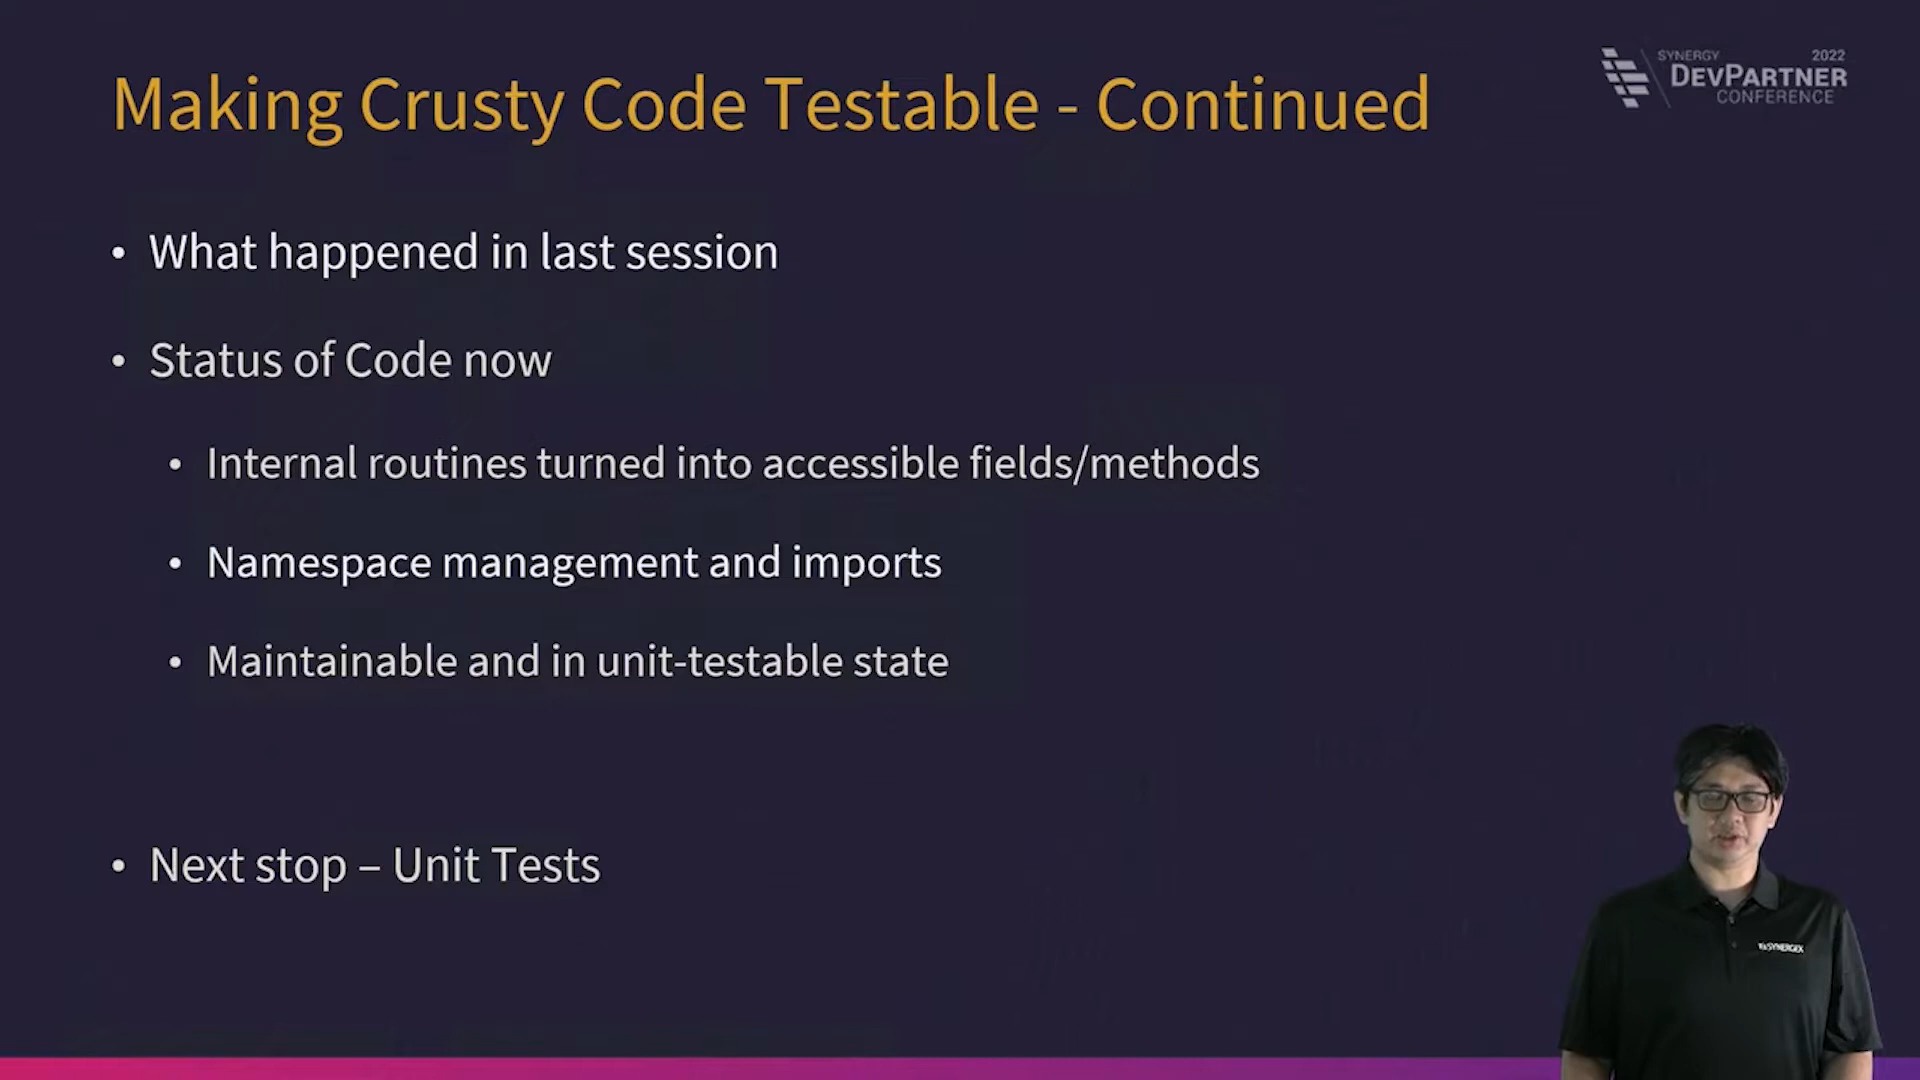 Making Crusty Code Testable - Continued
SYNERGY 2022
DEVPARTNER
CONFERENCE
• What happened in last session
• Status of Code now
• Internal routines turned into accessible fields/methods
• Namespace management and imports
• Maintainable and in unit-testable state
• Next stop – Unit Tests
SYNERGEX